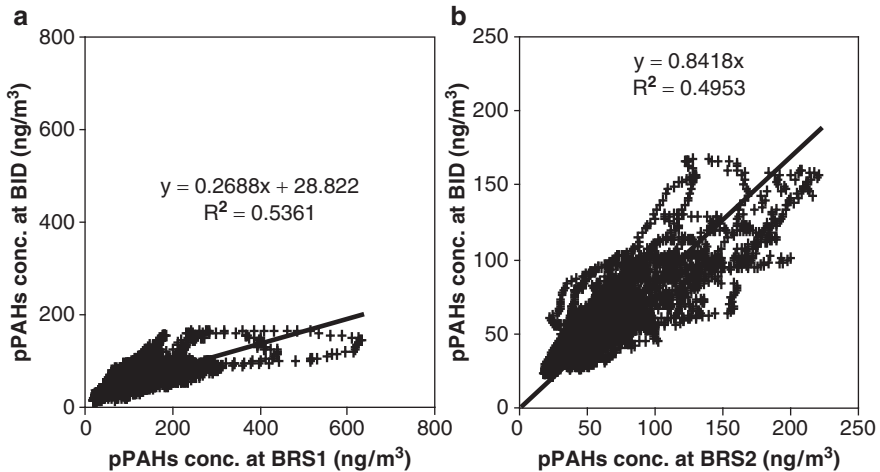 a
800
600
400
200
0
pPAHs conc. at BID (ng/m³)
y = 0.2688x + 28.822
R² = 0.5361
0 200 400 600 800
pPAHs conc. at BRS1 (ng/m³)
b
250
200
150
100
50
0
pPAHs conc. at BID (ng/m³)
y = 0.8418x
R² = 0.4953
0 50 100 150 200 250
pPAHs conc. at BRS2 (ng/m³)